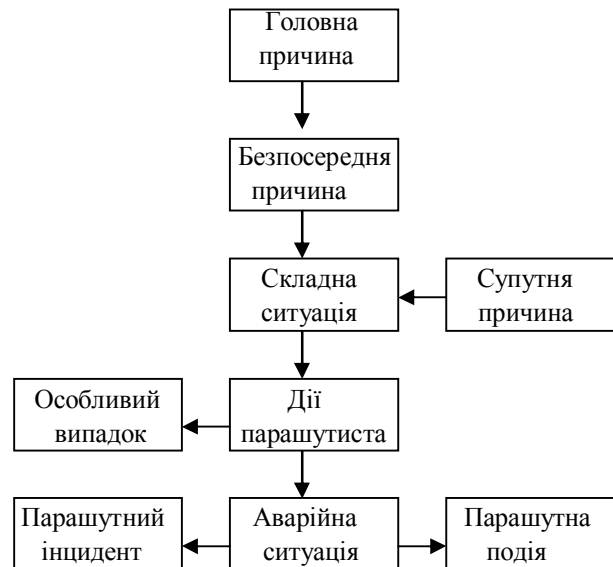 Головна
причина
Безпосередня
причина
Складна
ситуація
Супутня
причина
Особливий
випадок
Дії
парашутиста
Парашутний
інцидент
Аварійна
ситуація
Парашутна
подія